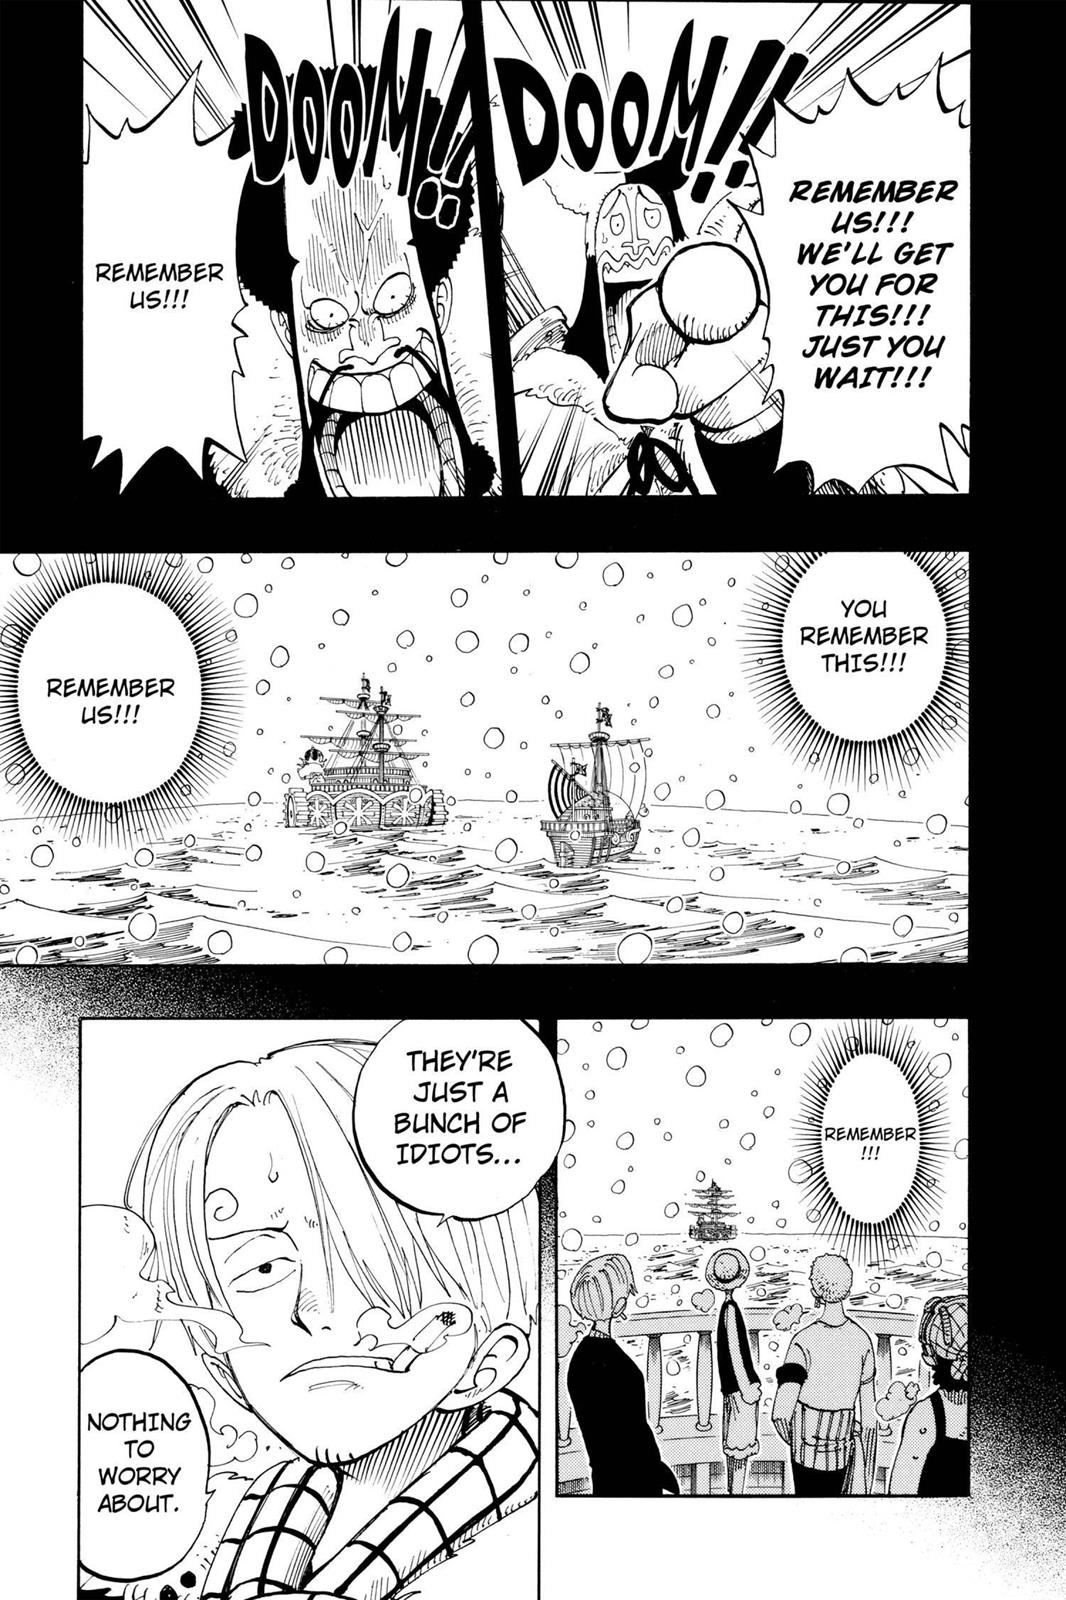 DOOM!!
REMEMBER
US!!!
WE'LL GET
YOU FOR
THIS!!!
JUST YOU
WAIT!!!
DOOM!!
REMEMBER
US!!!
YOU
REMEMBER
THIS!!!
REMEMBER
US!!!
REMEMBER
!!!
THEY'RE
JUST A
BUNCH OF
IDIOTS...
NOTHING
TO
WORRY
ABOUT.